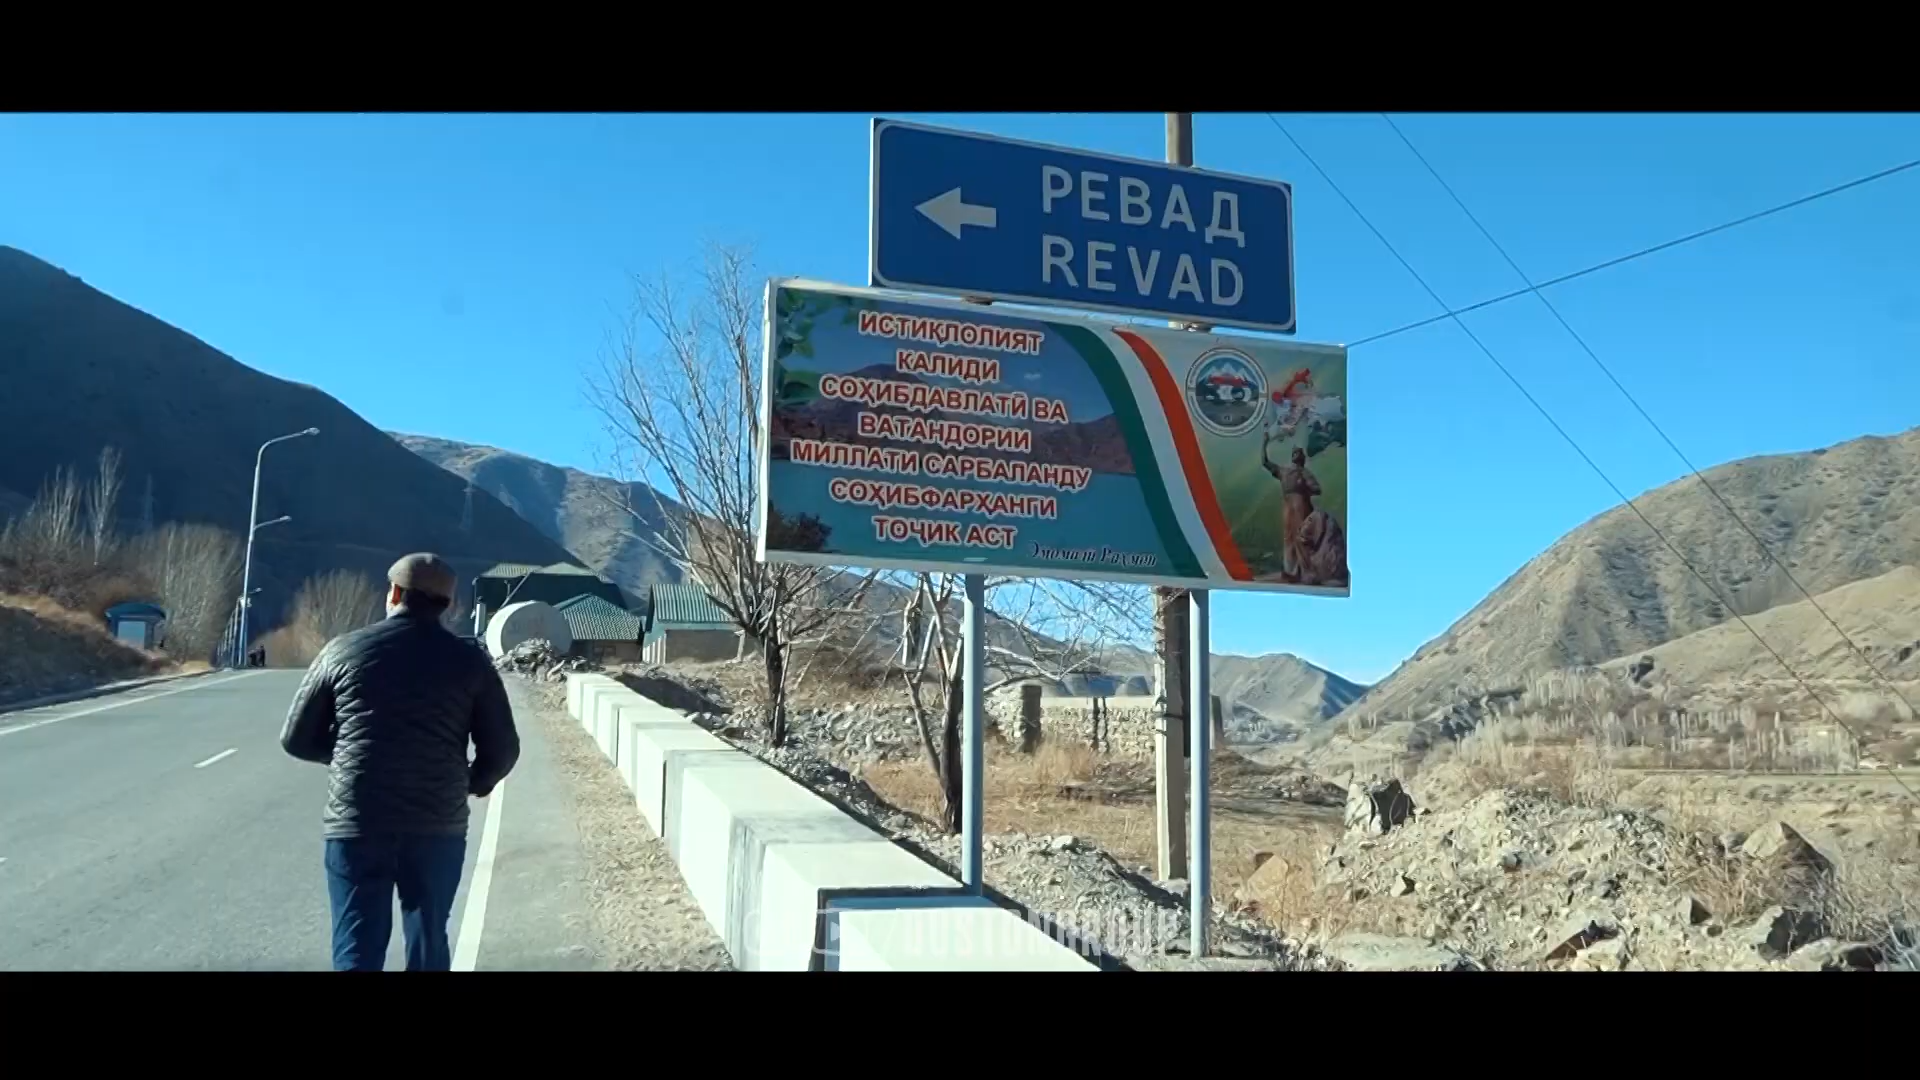 РЕВАД
REVAD
ИСТИҚЛОЛИЯТ
КАЛИДИ
СОҲИБДАВЛАТӢ ВА
ВАТАНДОРИИ
МИЛЛАТИ САРБАЛАНДУ
СОҲИБФАРҲАНГИ
ТОҶИК АСТ
Эмомалӣ Раҳмон